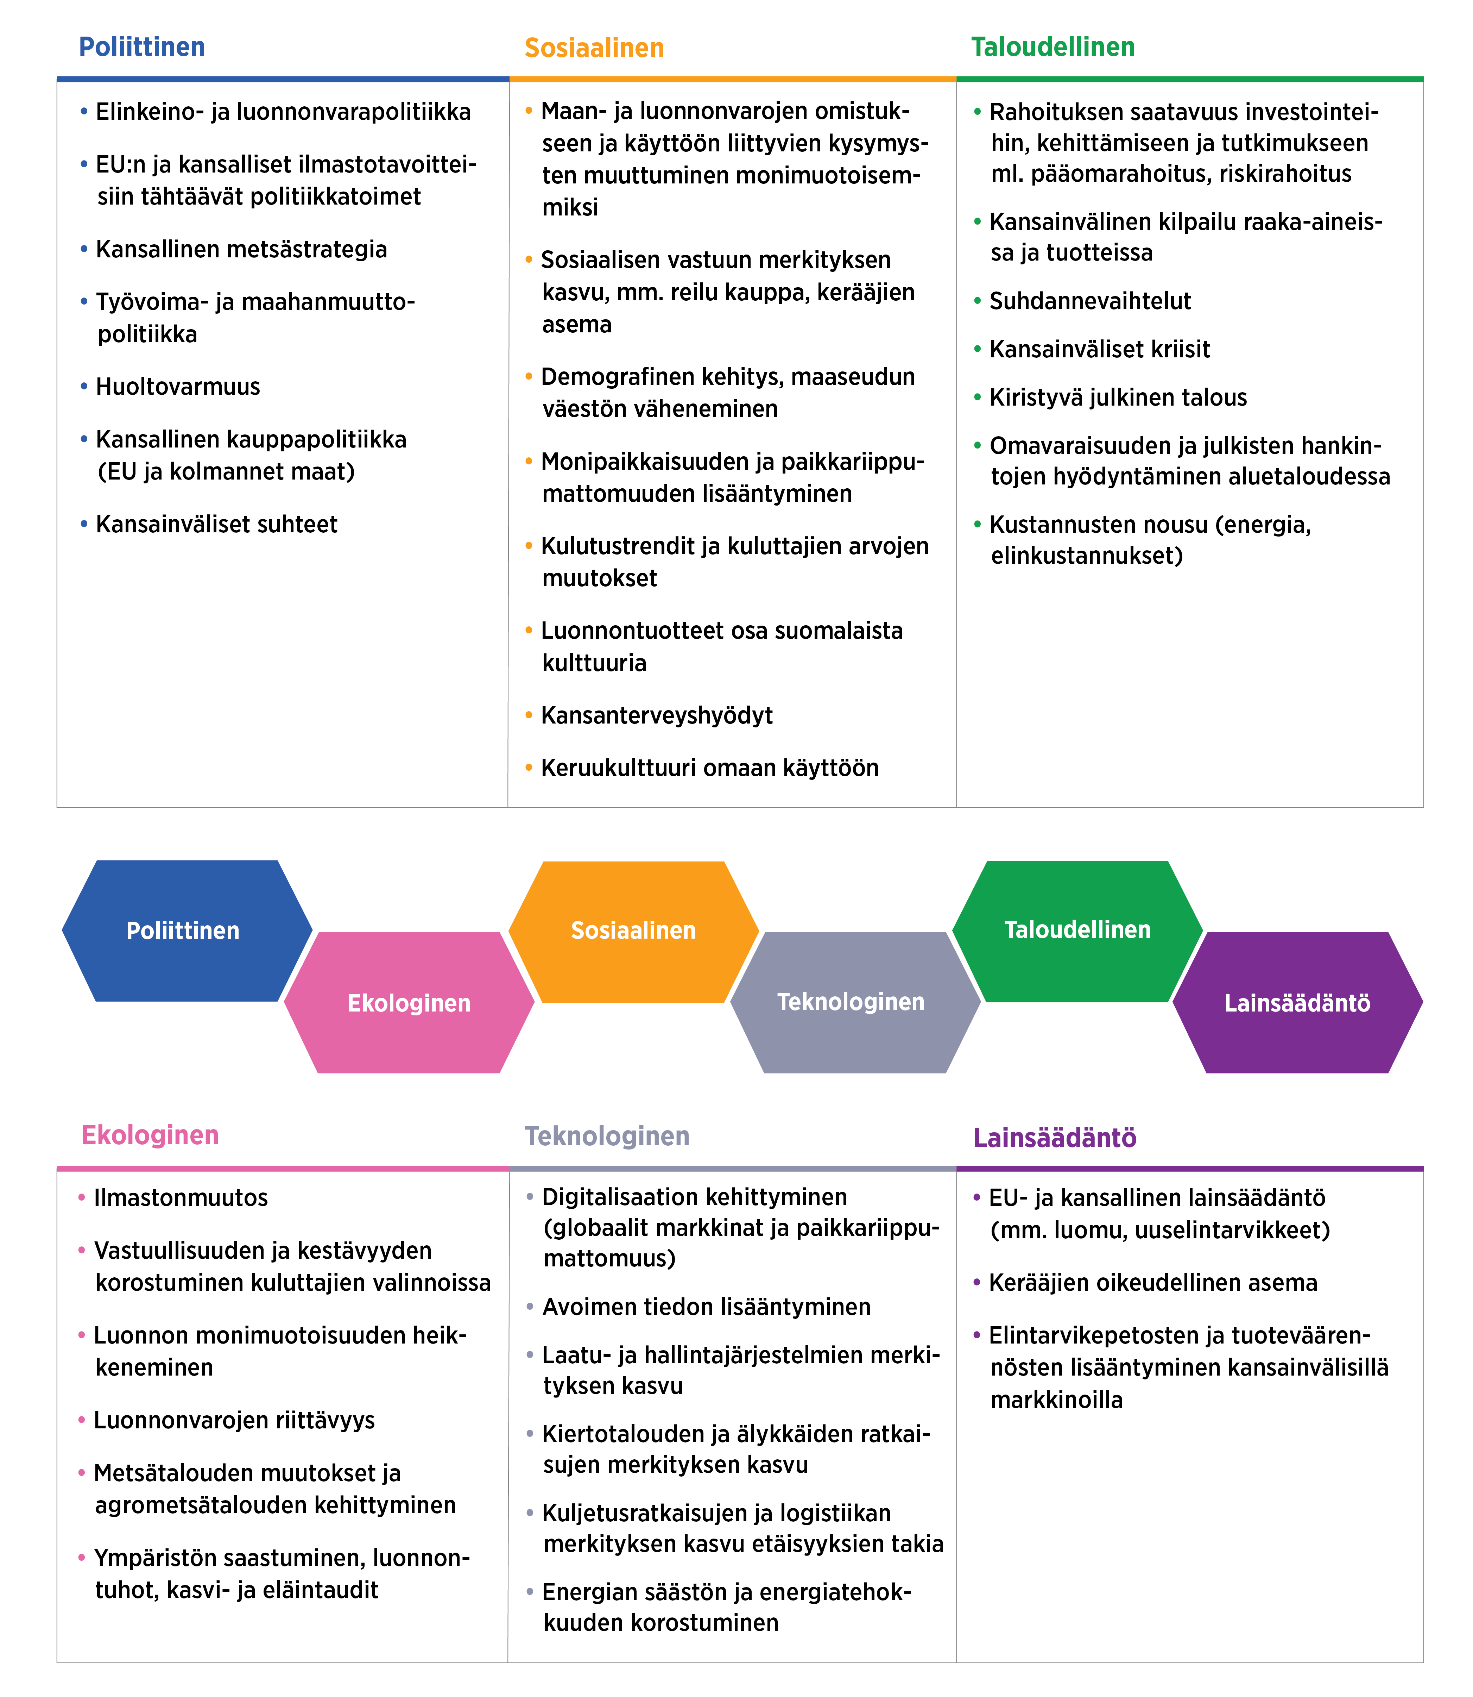 Poliittinen
• Elinkeino- ja luonnonvarapolitiikka
• EU:n ja kansalliset ilmastotavoittei-
siin tähtäävät politiikkatoimet
• Kansallinen metsästrategia
• Työvoima- ja maahanmuutto-
politiikka
• Huoltovarmuus
• Kansallinen kauppapolitiikka
(EU ja kolmannet maat)
• Kansainväliset suhteet
Sosiaalinen
• Maan- ja luonnonvarojen omistuk-
seen ja käyttöön liittyvien kysymys-
ten muuttuminen monimuotoisem-
miksi
• Sosiaalisen vastuun merkityksen
kasvu, mm. reilu kauppa, kerääjien
asema
• Demografinen kehitys, maaseudun
väestön väheneminen
• Monipaikkaisuuden ja paikkariippu-
mattomuuden lisääntyminen
• Kulutustrendit ja kuluttajien arvojen
muutokset
• Luonnontuotteet osa suomalaista
kulttuuria
• Kansanterveyshyödyt
• Keruukulttuuri omaan käyttöön
Taloudellinen
• Rahoituksen saatavuus investointei-
hin, kehittämiseen ja tutkimukseen
ml. pääomarahoitus, riskirahoitus
• Kansainvälinen kilpailu raaka-aineis-
sa ja tuotteissa
• Suhdannevaihtelut
• Kansainväliset kriisit
• Kiristyvä julkinen talous
• Omavaraisuuden ja julkisten hankin-
tojen hyödyntäminen aluetaloudessa
• Kustannusten nousu (energia,
elinkustannukset)
Poliittinen
Ekologinen
Sosiaalinen
Teknologinen
Taloudellinen
Lainsäädäntö
Ekologinen
• Ilmastonmuutos
• Vastuullisuuden ja kestävyyden
korostuminen kuluttajien valinnoissa
• Luonnon monimuotoisuuden heik-
keneminen
• Luonnonvarojen riittävyys
• Metsätalouden muutokset ja
agrometsätalouden kehittyminen
• Ympäristön saastuminen, luonnon-
tuhot, kasvi- ja eläintaudit
Teknologinen
• Digitalisaation kehittyminen
(globaalit markkinat ja paikkariippu-
mattomuus)
• Avoimen tiedon lisääntyminen
• Laatu- ja hallintajärjestelmien merki-
tyksen kasvu
• Kiertotalouden ja älykkäiden ratkai-
sujen merkityksen kasvu
• Kuljetusratkaisujen ja logistiikan
merkityksen kasvu etäisyyksien takia
• Energian säästön ja energiatehok-
kuuden korostuminen
Lainsäädäntö
• EU- ja kansallinen lainsäädäntö
(mm. luomu, uuselintarvikkeet)
• Kerääjien oikeudellinen asema
• Elintarvikepetosten ja tuoteväären-
nösten lisääntyminen kansainvälisillä
markkinoilla